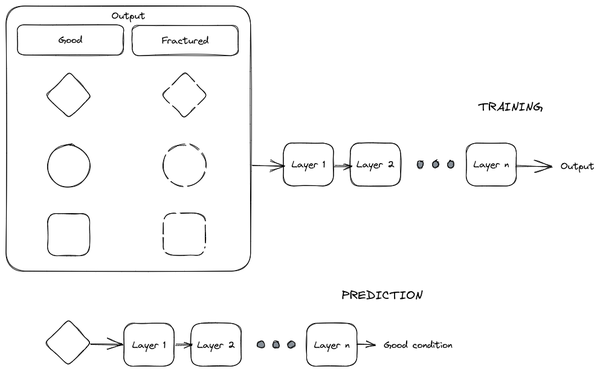 Output
Good
Fractured
TRAINING
Layer 1
Layer 2
Layer n
Output
PREDICTION
Layer 1
Layer 2
Layer n
Good condition